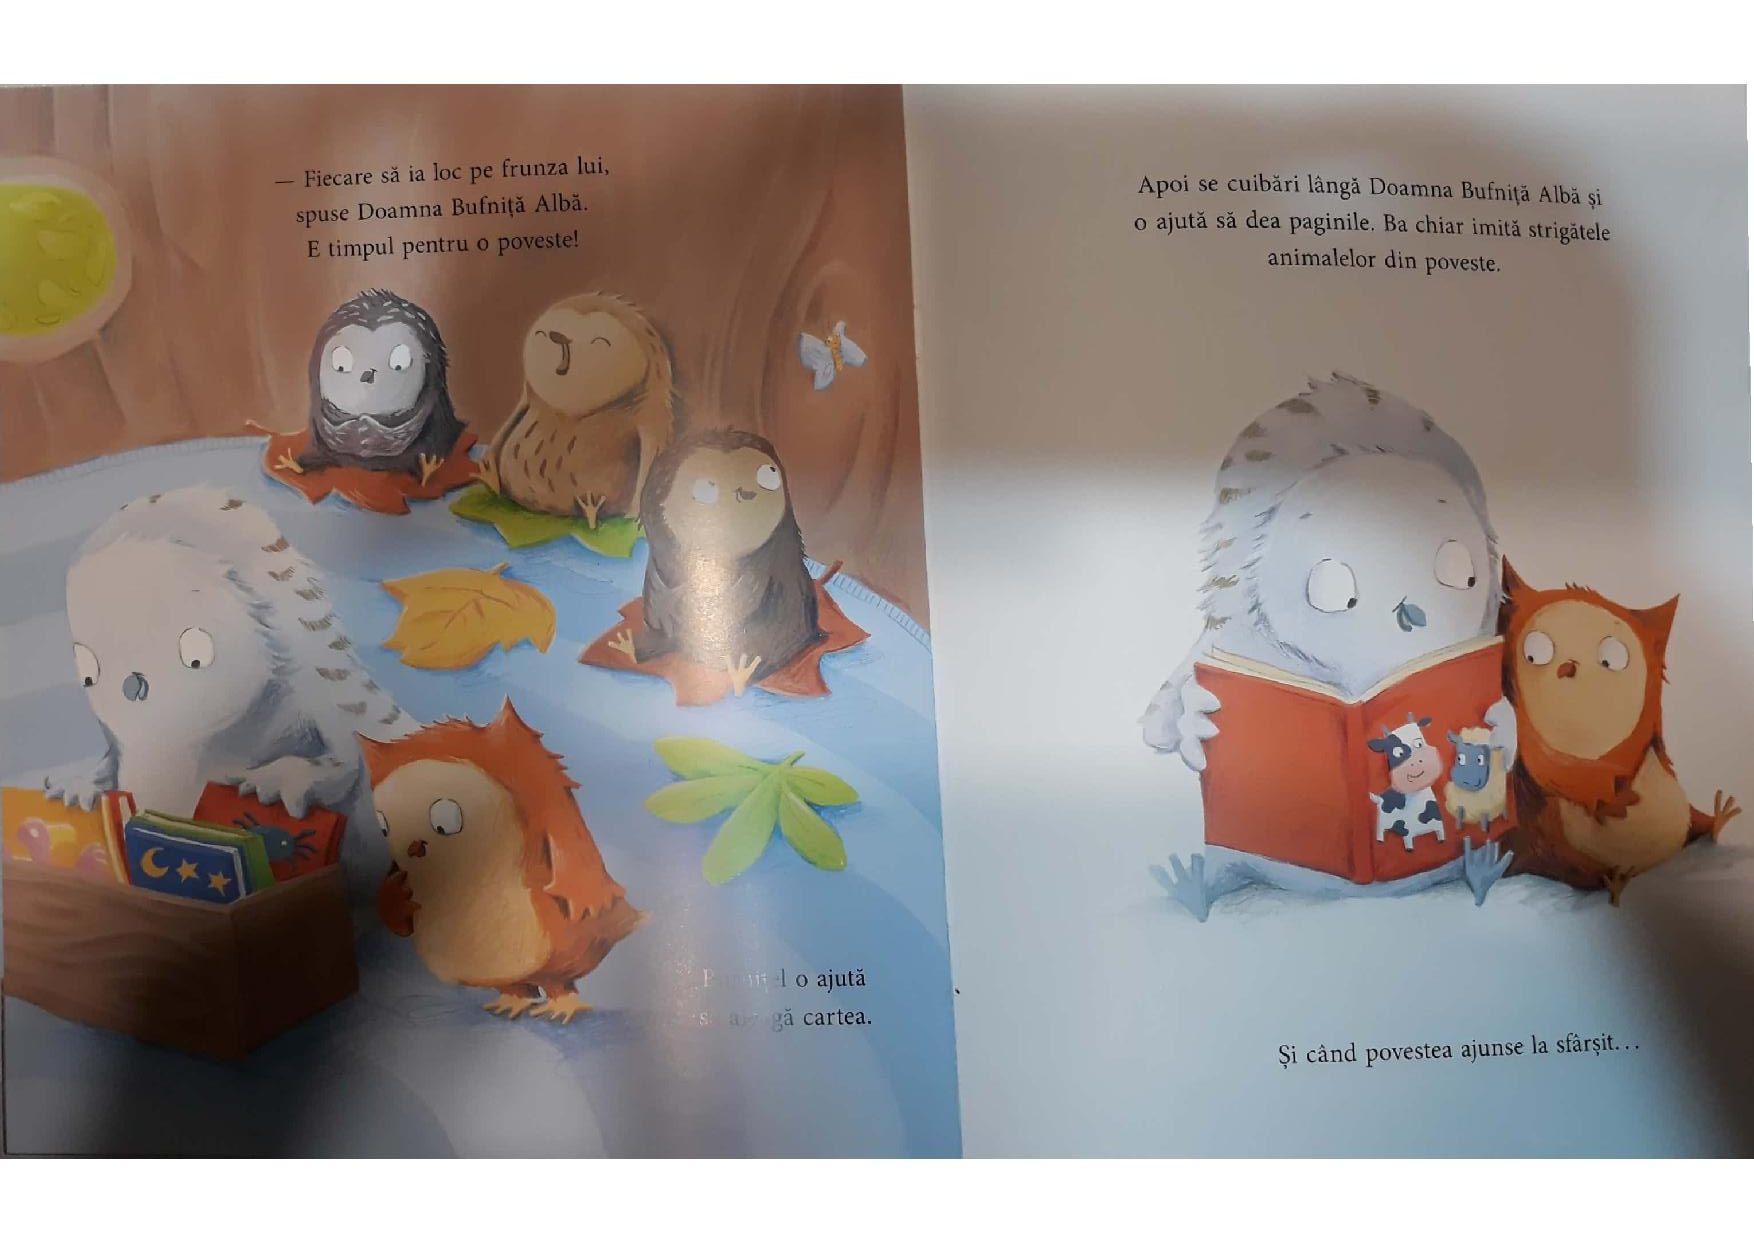 — Fiecare să ia loc pe frunza lui,
spuse Doamna Bufniță Albă.
E timpul pentru o poveste!
o ajută
cartea.
Apoi se cuibări lângă Doamna Bufniță Albă și
o ajută să dea paginile. Ba chiar imită strigătele
animalelor din poveste.
Și când povestea ajunse la sfârșit...